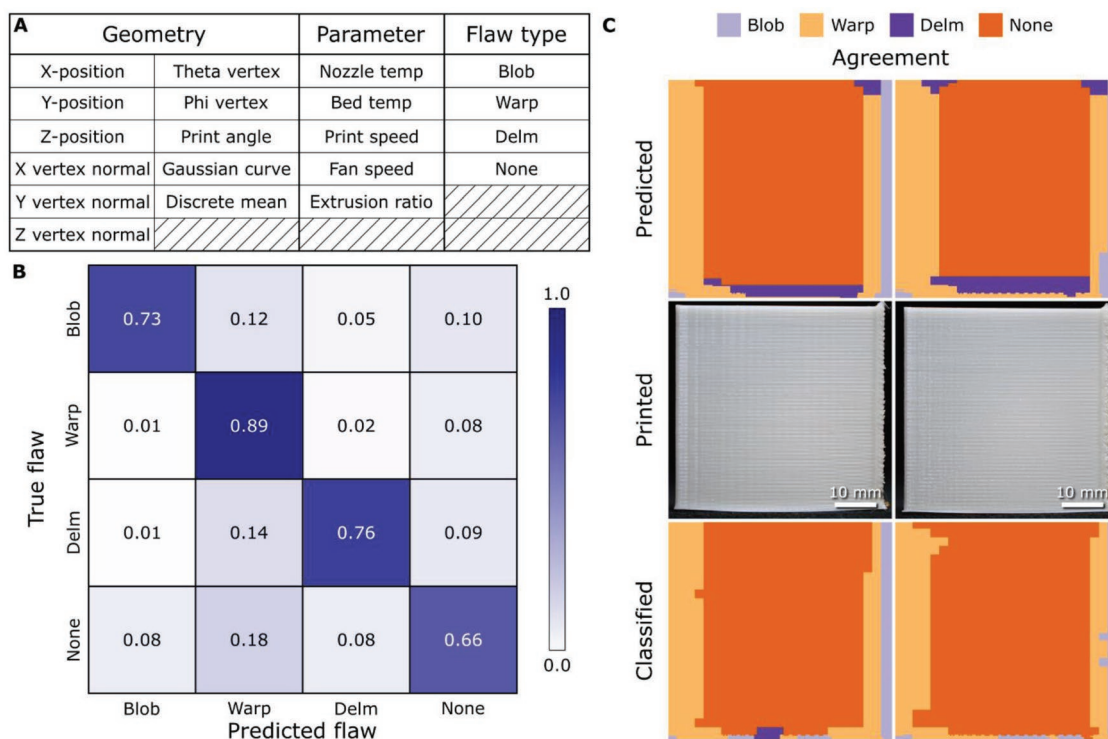 A
Geometry Parameter Flaw type
X-position Theta vertex Nozzle temp Blob
Y-position Phi vertex Bed temp Warp
Z-position Print angle Print speed Delm
X vertex normal Gaussian curve Fan speed None
Y vertex normal Discrete mean Extrusion ratio
Z vertex normal
B
True flaw
Blob 0.73 0.12 0.05 0.10
Warp 0.01 0.89 0.02 0.08
Delm 0.01 0.14 0.76 0.09
None 0.08 0.18 0.08 0.66
Blob Warp Delm None
Predicted flaw
1.0
0.0
C
Blob Warp Delm None
Agreement
Predicted
Printed
10 mm 10 mm
Classified